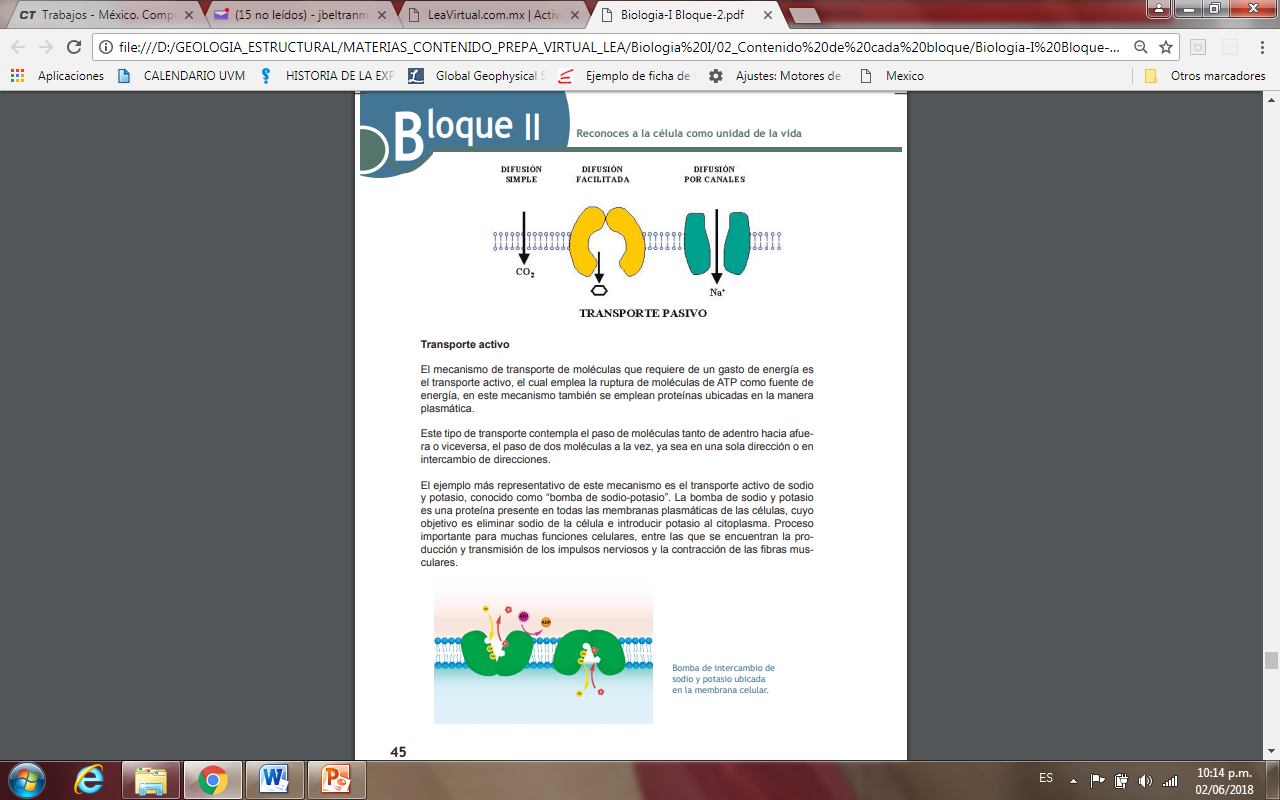 CT Trabajos - México. Comp
(15 no leídos) - jbeltranm
LeaVirtual.com.mx | Activ
Biologia-I Bloque-2.pdf
file:///D:/GEOLOGIA_ESTRUCTURAL/MATERIAS_CONTENIDO_PREPA_VIRTUAL_LEA/Biologia%20I/02_Contenido%20de%20cada%20bloque/Biologia-I%20Bloque-...
Aplicaciones
CALENDARIO UVM
HISTORIA DE LA EXP
Global Geophysical S
Ejemplo de ficha de
Ajustes: Motores de
Mexico
Otros marcadores
Bloque II
Reconoces a la célula como unidad de la vida
DIFUSIÓN
SIMPLE
DIFUSIÓN
FACILITADA
DIFUSIÓN
POR CANALES
CO2
Na+
TRANSPORTE PASIVO
Transporte activo
El mecanismo de transporte de moléculas que requiere de un gasto de energía es
el transporte activo, el cual emplea la ruptura de moléculas de ATP como fuente de
energía, en este mecanismo también se emplean proteínas ubicadas en la manera
plasmática.
Este tipo de transporte contempla el paso de moléculas tanto de adentro hacia afue-
ra o viceversa, el paso de dos moléculas a la vez, ya sea en una sola dirección o en
intercambio de direcciones.
El ejemplo más representativo de este mecanismo es el transporte activo de sodio
y potasio, conocido como “bomba de sodio-potasio”. La bomba de sodio y potasio
es una proteína presente en todas las membranas plasmáticas de las células, cuyo
objetivo es eliminar sodio de la célula e introducir potasio al citoplasma. Proceso
importante para muchas funciones celulares, entre las que se encuentran la pro-
ducción y transmisión de los impulsos nerviosos y la contracción de las fibras mus-
culares.
ATP
ADP
Bomba de intercambio de
sodio y potasio ubicada
en la membrana celular.
45
ES
10:14 p.m.
02/06/2018